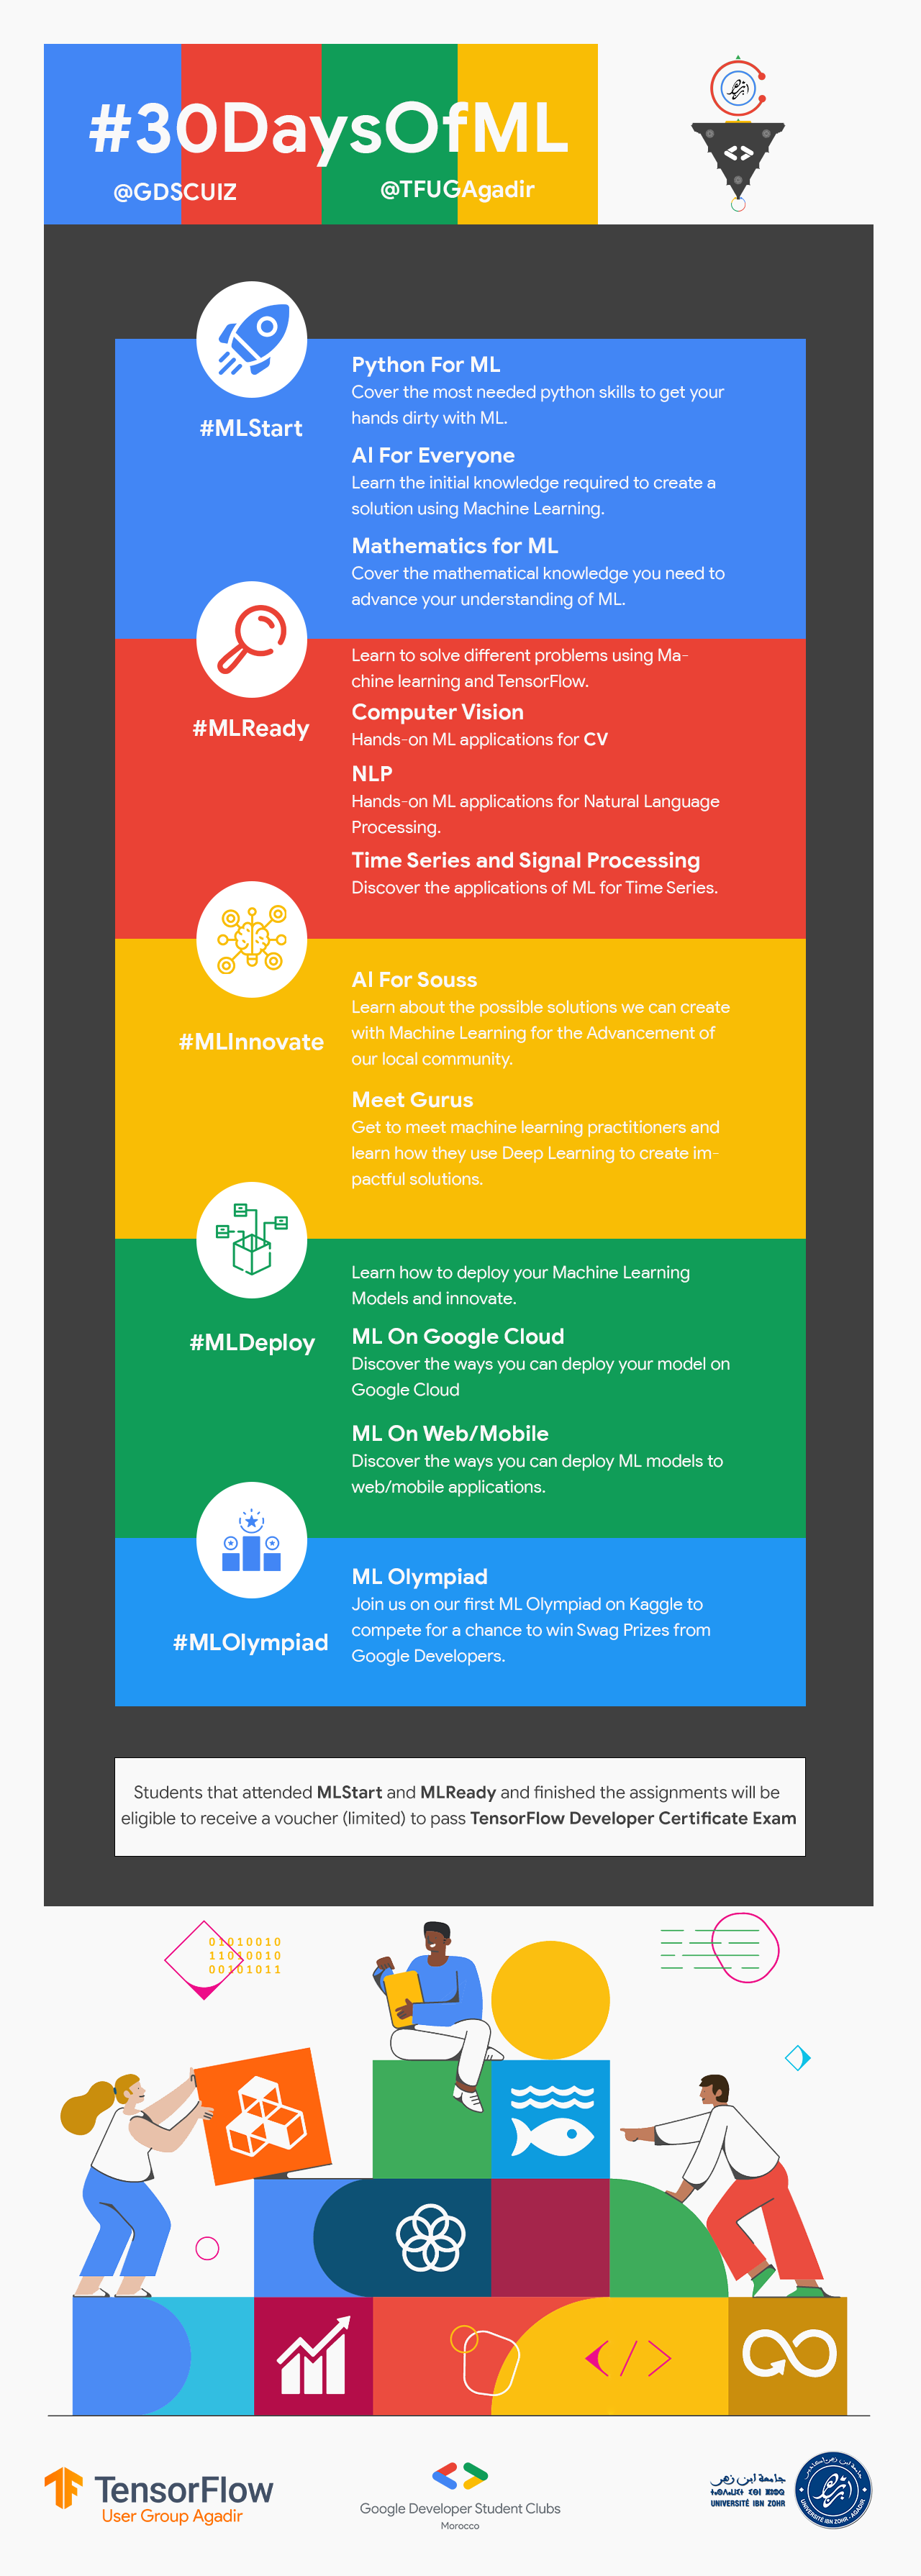 #30DaysOfML
@GDSCUIZ
@TFUGAgadir
<>
#MLStart
Python For ML
Cover the most needed python skills to get your
hands dirty with ML.
AI For Everyone
Learn the initial knowledge required to create a
solution using Machine Learning.
Mathematics for ML
Cover the mathematical knowledge you need to
advance your understanding of ML.
#MLReady
Learn to solve different problems using Ma-
chine learning and TensorFlow.
Computer Vision
Hands-on ML applications for CV
NLP
Hands-on ML applications for Natural Language
Processing.
Time Series and Signal Processing
Discover the applications of ML for Time Series.
#MLInnovate
AI For Souss
Learn about the possible solutions we can create
with Machine Learning for the Advancement of
our local community.
Meet Gurus
Get to meet machine learning practitioners and
learn how they use Deep Learning to create im-
pactful solutions.
#MLDeploy
Learn how to deploy your Machine Learning
Models and innovate.
ML On Google Cloud
Discover the ways you can deploy your model on
Google Cloud
ML On Web/Mobile
Discover the ways you can deploy ML models to
web/mobile applications.
#MLOlympiad
ML Olympiad
Join us on our first ML Olympiad on Kaggle to
compete for a chance to win Swag Prizes from
Google Developers.
Students that attended MLStart and MLReady and finished the assignments will be
eligible to receive a voucher (limited) to pass TensorFlow Developer Certificate Exam
01010010
11010010
00101011
</>
TensorFlow
User Group Agadir
Google Developer Student Clubs
Morocco
جامعة ابن زهر
UNIVERSITÉ IBN ZOHR
UNIVERSITÉ IBN ZOHR - AGADIR